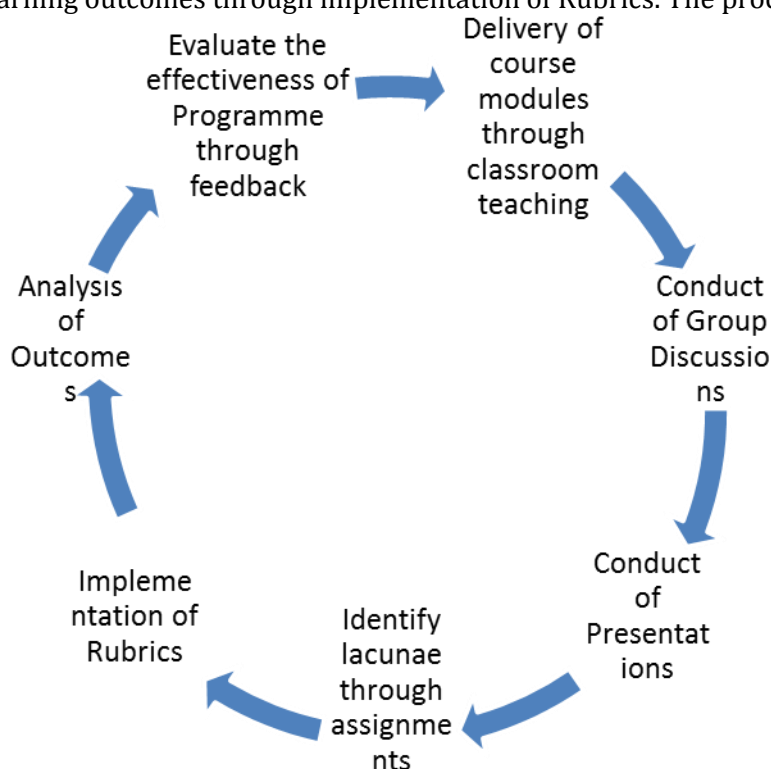 arning outcomes through implementation of Rubrics. The proc
Evaluate the
effectiveness of
Programme
through
feedback
Delivery of
course
modules
through
classroom
teaching
Conduct
of Group
Discussio
ns
Conduct
of
Presentat
ions
Identify
lacunae
through
assignme
nts
Impleme
ntation of
Rubrics
Analysis
of
Outcome
s